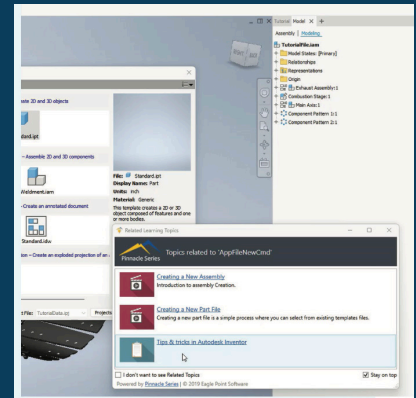 Tutorial Model × +
Assembly | Modeling
TutorialFile.iam
Model States: [Primary]
Relationships
Representations
Origin
Exhaust Assembly:1
Combustion Stage:1
Main Axis:1
Component Pattern 1:1
Component Pattern 2:1
ate 2D and 3D objects
Standard.ipt
– Assemble 2D and 3D components
Weldment.iam
Create an annotated document
Standard.idw
ion – Create an exploded projection of an
File: Standard.ipt
Display Name: Part
Units: inch
Material: Generic
This template creates a 2D or 3D
object composed of features and one
or more bodies.
File: TutorialData.ipj
Projects
Related Learning Topics
Pinnacle Series
Topics related to 'AppFileNewCmd'
Creating a New Assembly
Introduction to assembly Creation.
Creating a New Part File
Creating a new part file is a simple process where you can select from existing templates files.
Tips & tricks in Autodesk Inventor
I don't want to see Related Topics
Stay on top
Powered by Pinnacle Series | © 2019 Eagle Point Software